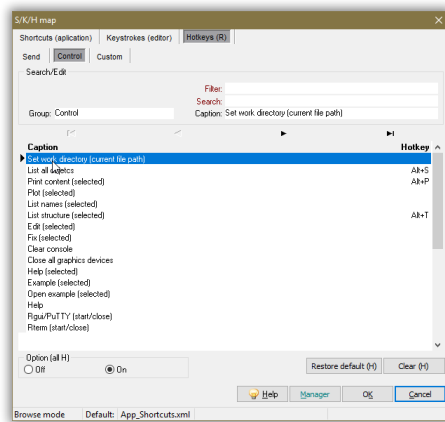 S/K/H map
Shortcuts (aplication) Keystrokes (editor) Hotkeys (R)
Send Control Custom
Search/Edit
Filter:
Search:
Group: Control Caption: Set work directory (current file path)
Caption Hotkey
Set work directory (current file path)
List all Alt+S
Print content (selected) Alt+P
Plot (selected)
List names (selected)
List structure (selected) Alt+T
Edit (selected)
Fix (selected)
Clear console
Close all graphics devices
Help (selected)
Example (selected)
Open example (selected)
Help
Rgui/PuTTY (start/close)
Rterm (start/close)
Option (all H)
Off On Restore default (H) Clear (H)
Help Manager OK Cancel
Browse mode Default: App_Shortcuts.xml